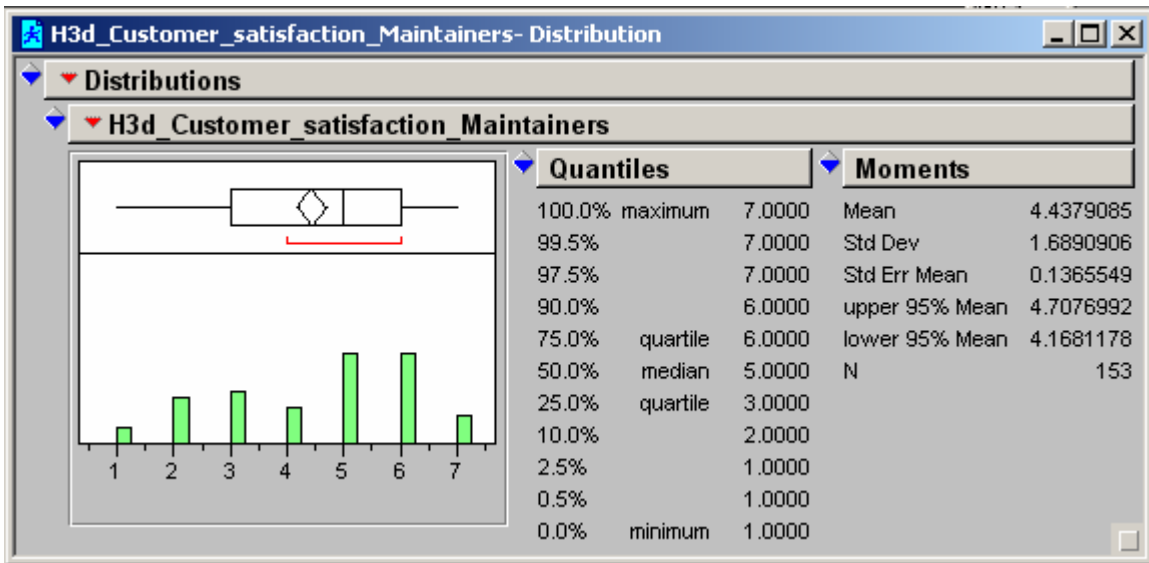 H3d_Customer_satisfaction_Maintainers- Distribution
Distributions
H3d_Customer_satisfaction_Maintainers
1 2 3 4 5 6 7
Quantiles
100.0% maximum 7.0000
99.5% 7.0000
97.5% 7.0000
90.0% 6.0000
75.0% quartile 6.0000
50.0% median 5.0000
25.0% quartile 3.0000
10.0% 2.0000
2.5% 1.0000
0.5% 1.0000
0.0% minimum 1.0000
Moments
Mean 4.4379085
Std Dev 1.6890906
Std Err Mean 0.1365549
upper 95% Mean 4.7076992
lower 95% Mean 4.1681178
N 153